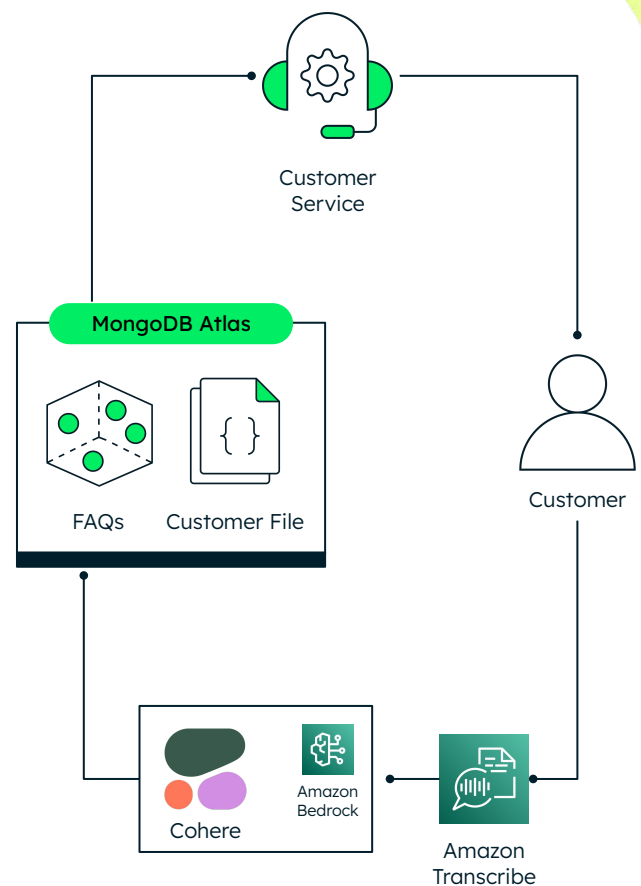 Customer
Service
MongoDB Atlas
FAQs
Customer File
Customer
Cohere
Amazon
Bedrock
Amazon
Transcribe